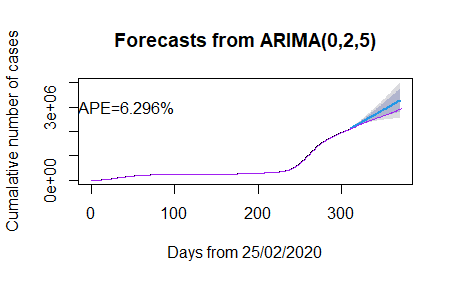 Forecasts from ARIMA(0,2,5)
Cumalative number of cases
3e+06
0e+00
APE=6.296%
0 100 200 300
Days from 25/02/2020